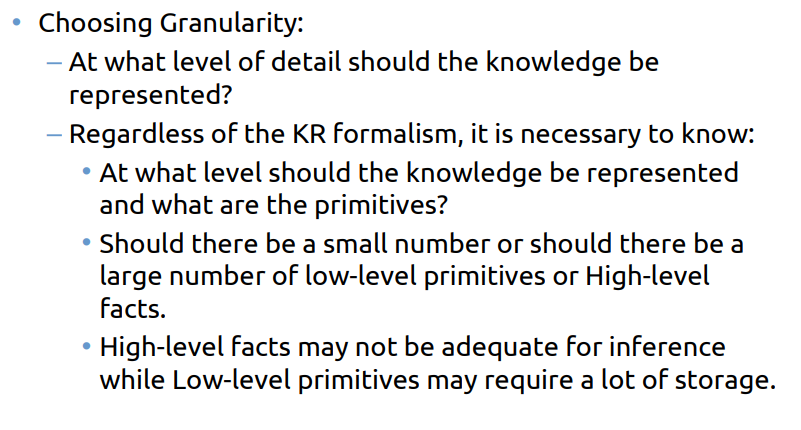 • Choosing Granularity:
– At what level of detail should the knowledge be
represented?
– Regardless of the KR formalism, it is necessary to know:
• At what level should the knowledge be represented
and what are the primitives?
• Should there be a small number or should there be a
large number of low-level primitives or High-level
facts.
• High-level facts may not be adequate for inference
while Low-level primitives may require a lot of storage.